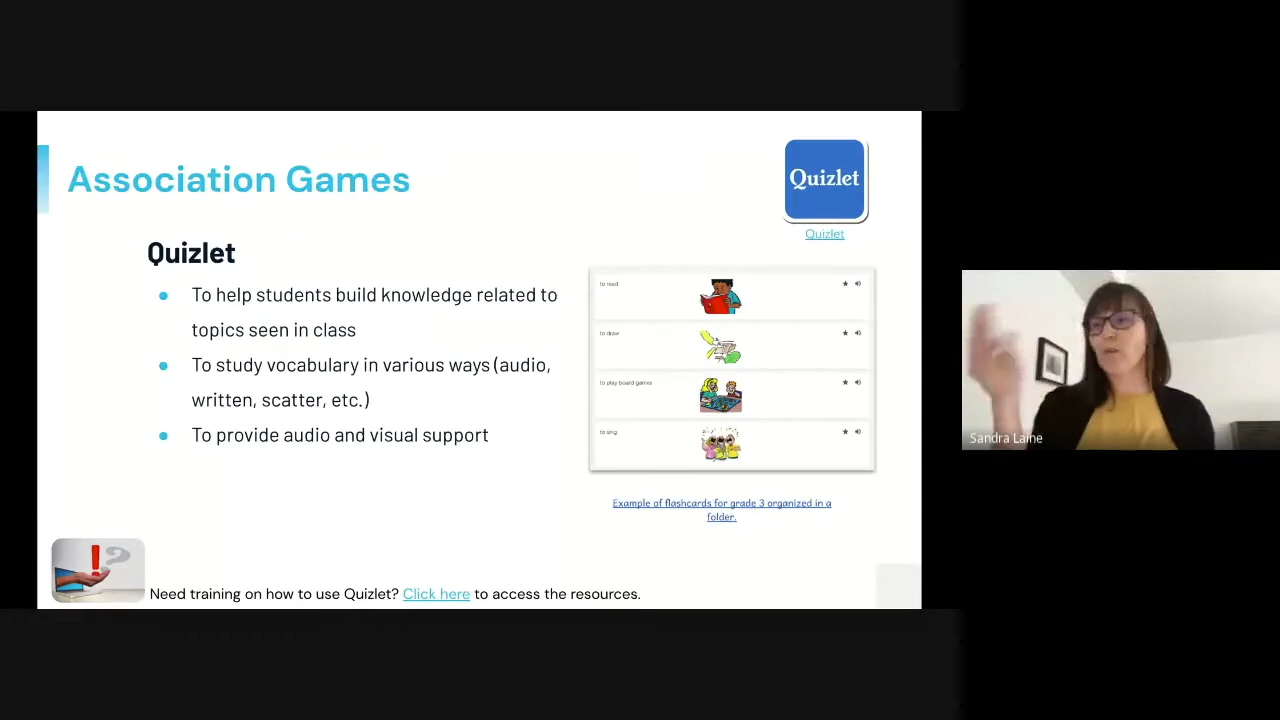 Association Games
Quizlet
Quizlet
Quizlet
To help students build knowledge related to
topics seen in class
To study vocabulary in various ways (audio,
written, scatter, etc.)
To provide audio and visual support
to read
to draw
to play board games
to sing
Example of flashcards for grade 3 organized in a
folder.
Need training on how to use Quizlet? Click here to access the resources.
Sandra Laine